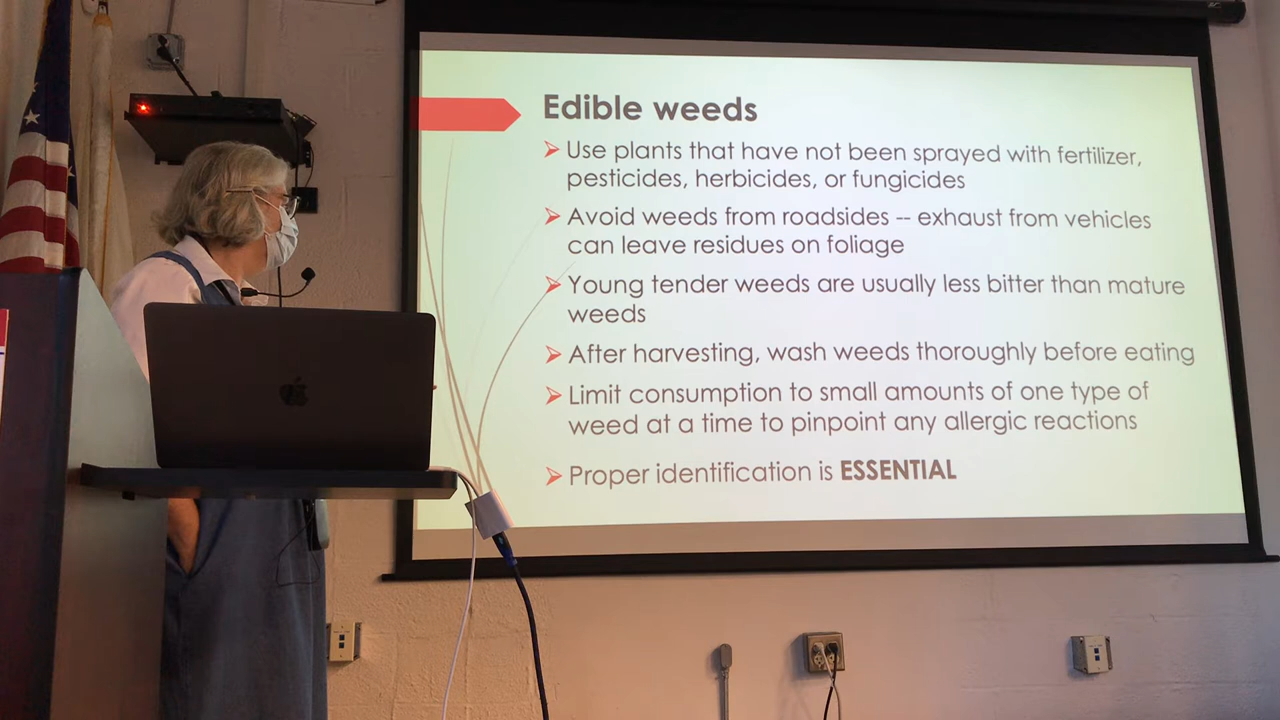 Edible weeds
Use plants that have not been sprayed with fertilizer,
pesticides, herbicides, or fungicides
Avoid weeds from roadsides -- exhaust from vehicles
can leave residues on foliage
Young tender weeds are usually less bitter than mature
weeds
After harvesting, wash weeds thoroughly before eating
Limit consumption to small amounts of one type of
weed at a time to pinpoint any allergic reactions
Proper identification is ESSENTIAL